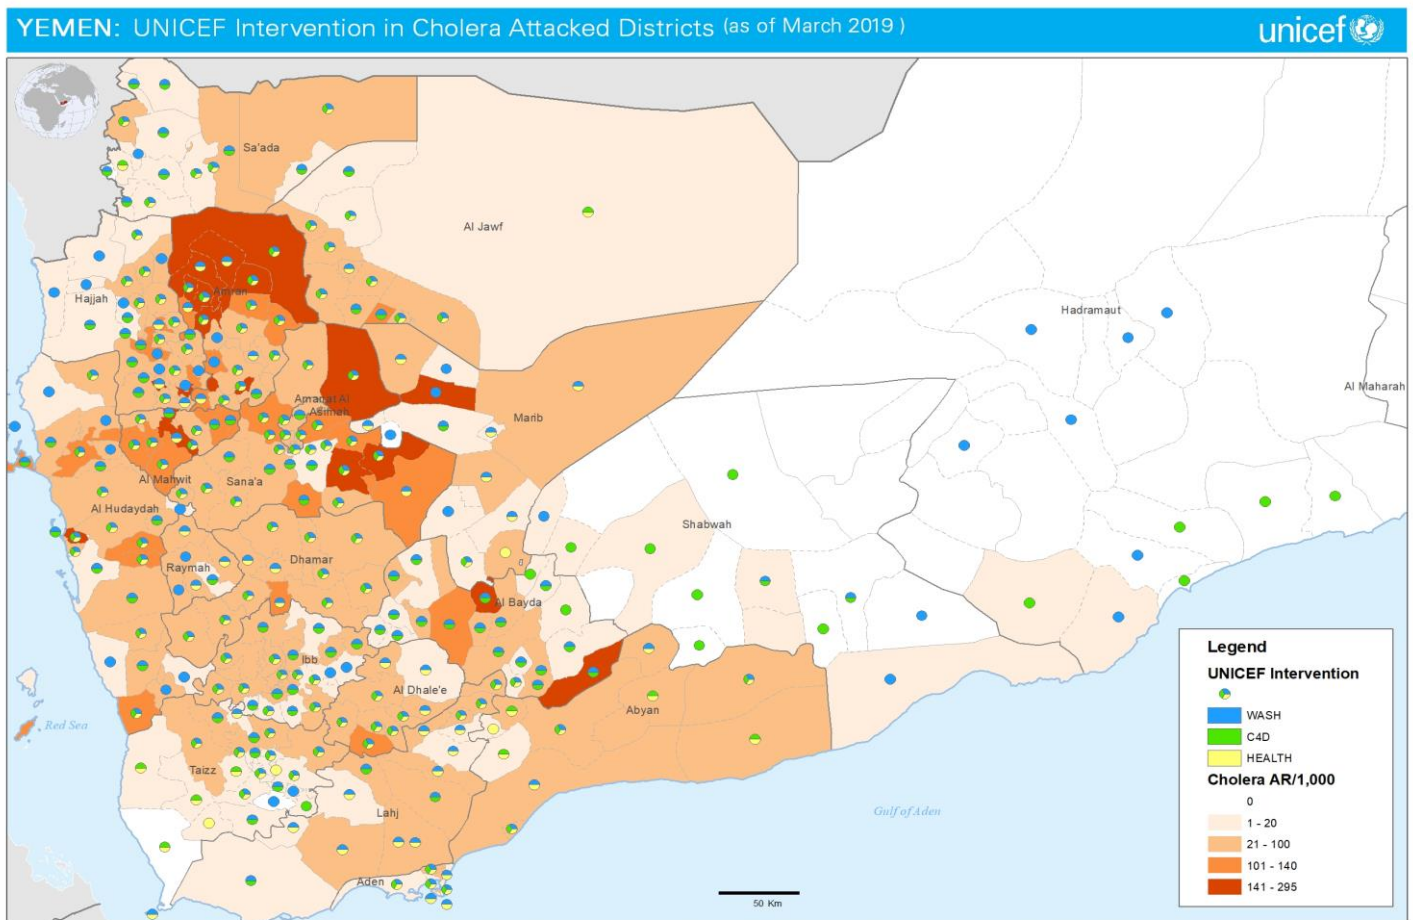 YEMEN: UNICEF Intervention in Cholera Attacked Districts (as of March 2019 )
unicef
Sa'ada
Al Jawf
Hajjah
Amran
Hadramaut
Al Maharah
Amanat Al
Asimah
Marib
Al Mahwit
Sana'a
Al Hudaydah
Shabwah
Dhamar
Raymah
Al Bayda
Ibb
Al Dhale'e
Abyan
Red Sea
Taizz
Lahj
Gulf of Aden
Aden
50 Km
Legend
UNICEF Intervention
WASH
C4D
HEALTH
Cholera AR/1,000
0
1 - 20
21 - 100
101 - 140
141 - 295